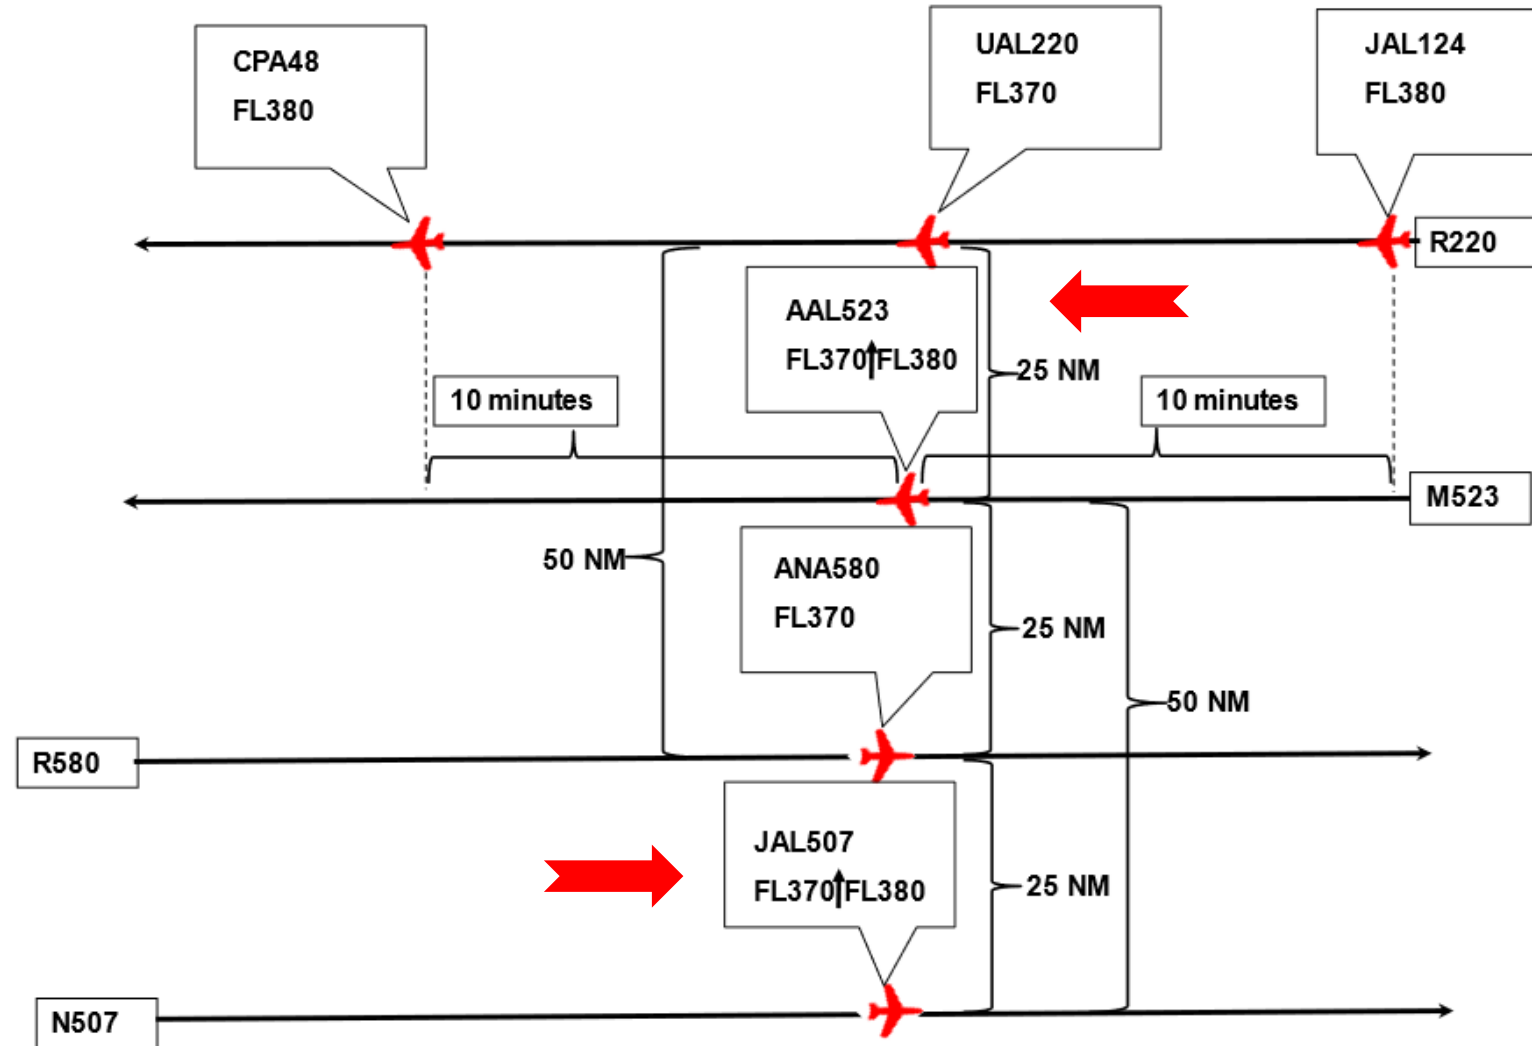 CPA48
FL380
UAL220
FL370
JAL124
FL380
R220
AAL523
FL370↑FL380
25 NM
10 minutes
10 minutes
M523
50 NM
ANA580
FL370
25 NM
50 NM
R580
JAL507
FL370↑FL380
25 NM
N507